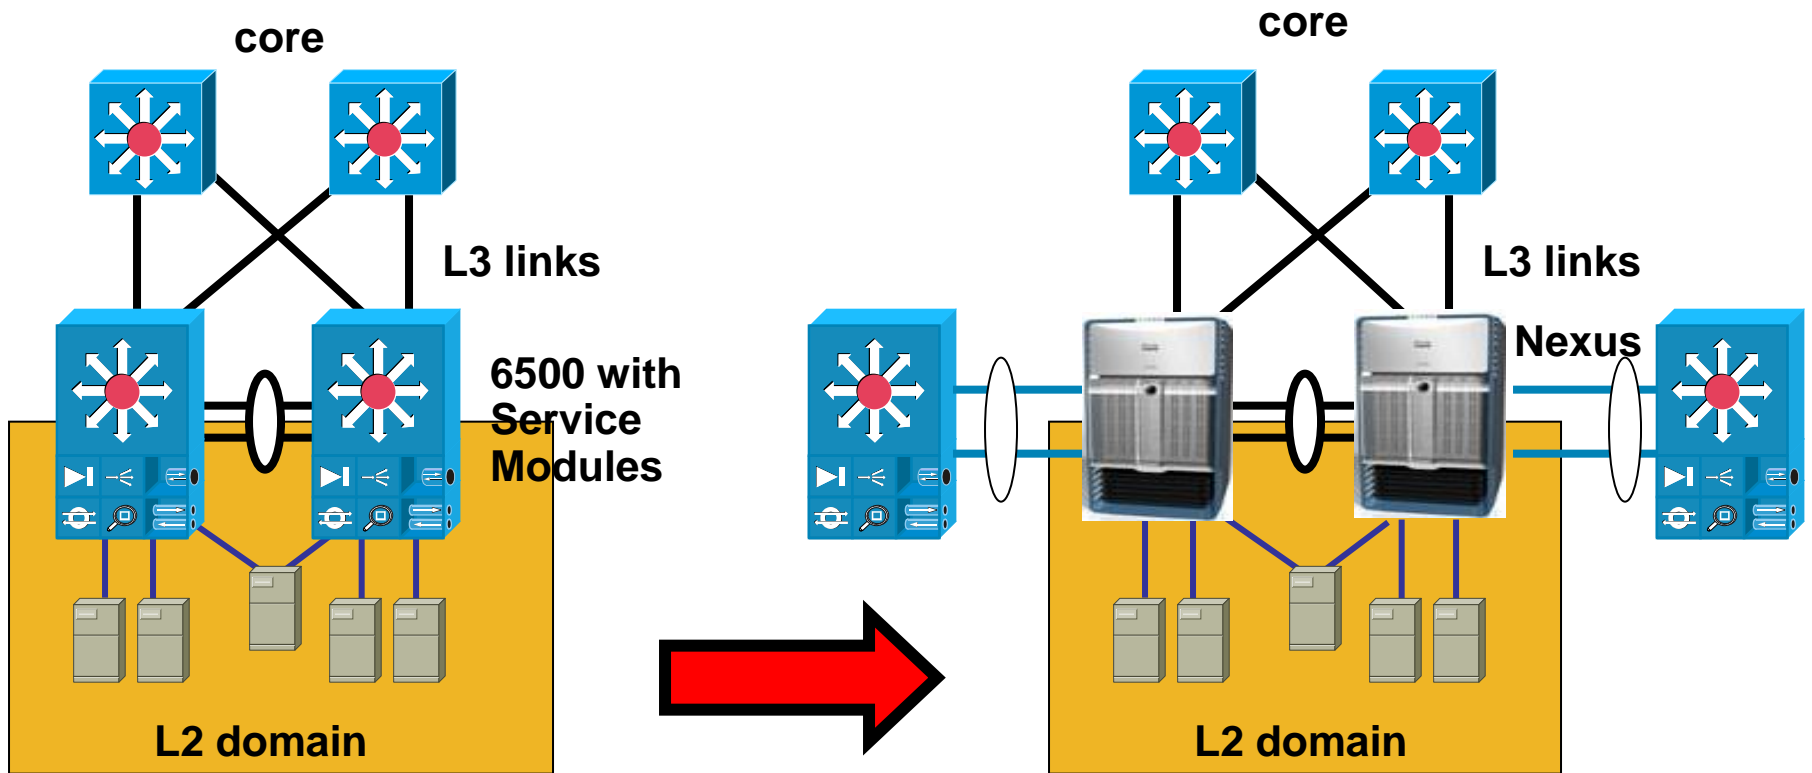 core
L3 links
6500 with
Service
Modules
L2 domain
core
L3 links
Nexus
L2 domain